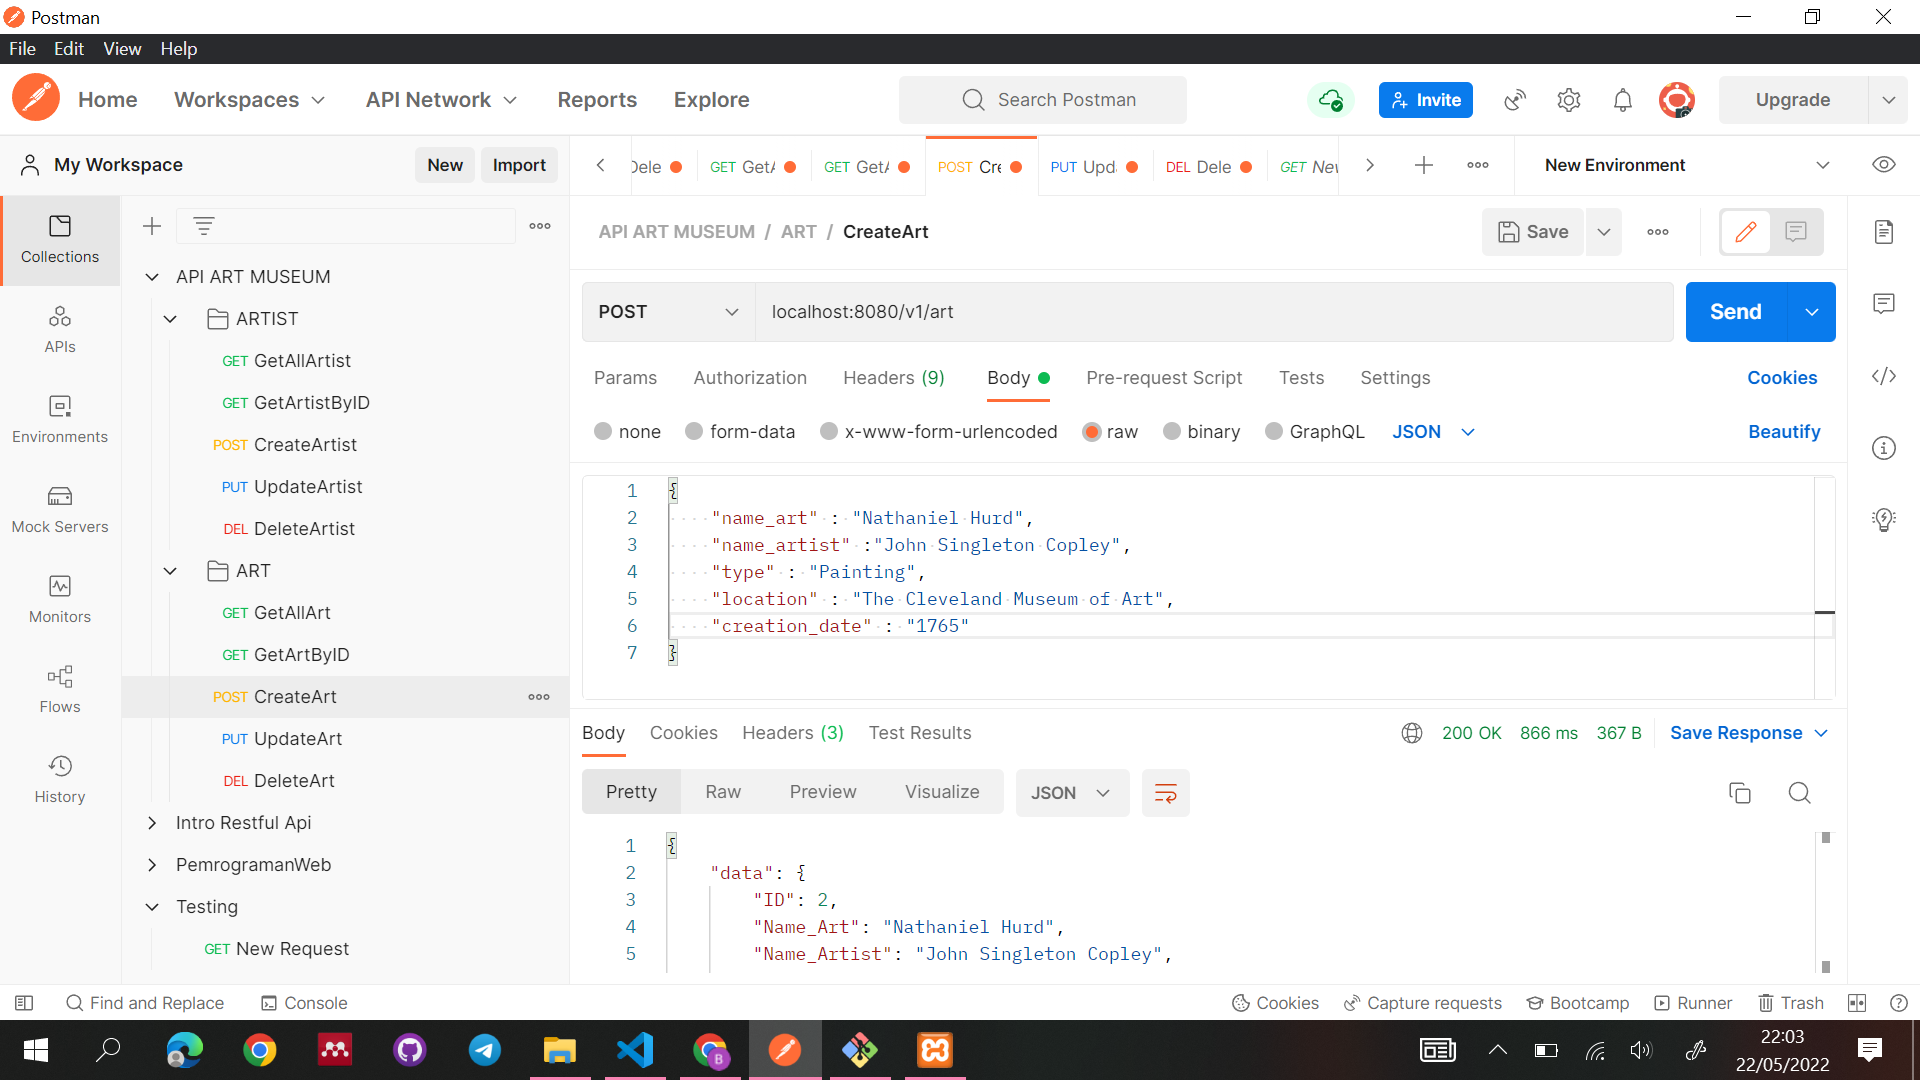 Postman
File Edit View Help
Home Workspaces API Network Reports Explore Search Postman Invite Upgrade
My Workspace New Import
Dele GET GetA GET GetA POST Cre PUT Upd DEL Dele GET New New Environment
API ART MUSEUM / ART / CreateArt Save
Collections
APIs
Environments
Mock Servers
Monitors
Flows
History
API ART MUSEUM
ARTIST
GET GetAllArtist
GET GetArtistByID
POST CreateArtist
PUT UpdateArtist
DEL DeleteArtist
ART
GET GetAllArt
GET GetArtByID
POST CreateArt
PUT UpdateArt
DEL DeleteArt
Intro Restful Api
PemrogramanWeb
Testing
GET New Request
POST localhost:8080/v1/art Send
Params Authorization Headers (9) Body Pre-request Script Tests Settings Cookies
none form-data x-www-form-urlencoded raw binary GraphQL JSON Beautify
1 {
2 "name_art" : "Nathaniel Hurd",
3 "name_artist" :"John Singleton Copley",
4 "type" : "Painting",
5 "location" : "The Cleveland Museum of Art",
6 "creation_date" : "1765"
7 }
Body Cookies Headers (3) Test Results 200 OK 866 ms 367 B Save Response
Pretty Raw Preview Visualize JSON
1 {
2 "data": {
3 "ID": 2,
4 "Name_Art": "Nathaniel Hurd",
5 "Name_Artist": "John Singleton Copley",
Find and Replace Console Cookies Capture requests Bootcamp Runner Trash
B
22:03
22/05/2022